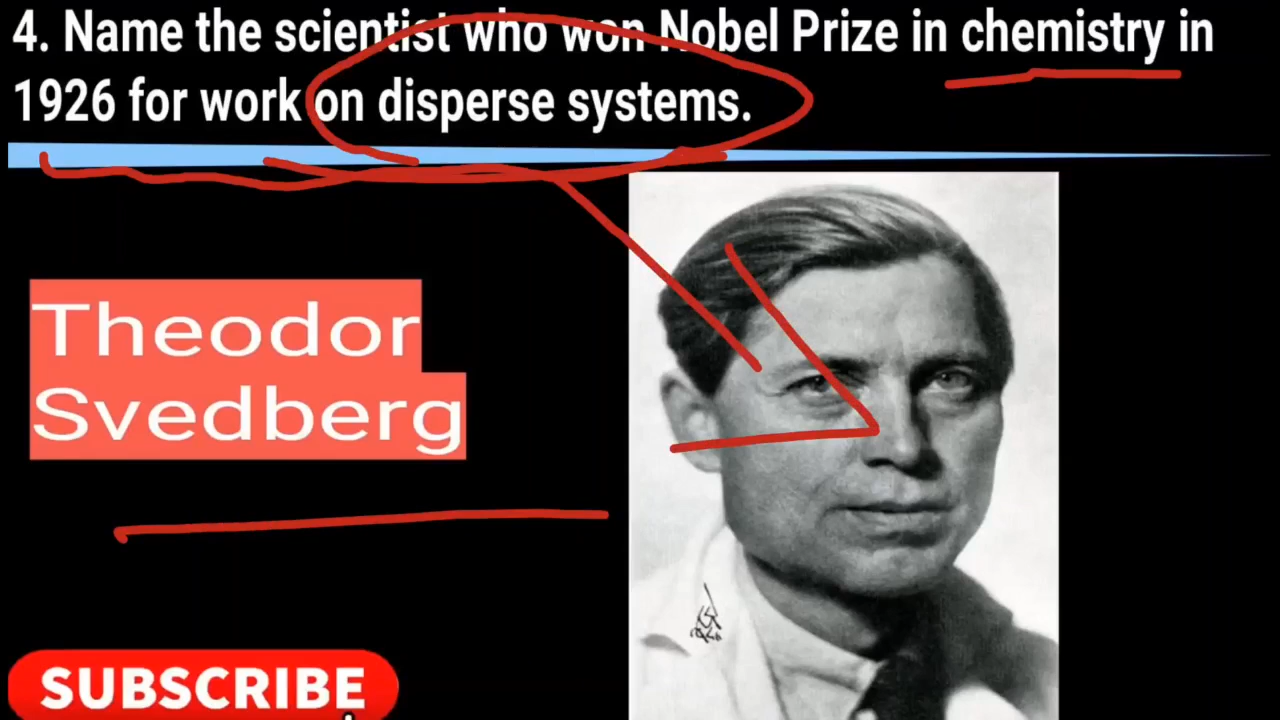 4. Name the scientist who won Nobel Prize in chemistry in
1926 for work on disperse systems.
Theodor
Svedberg
SUBSCRIBE